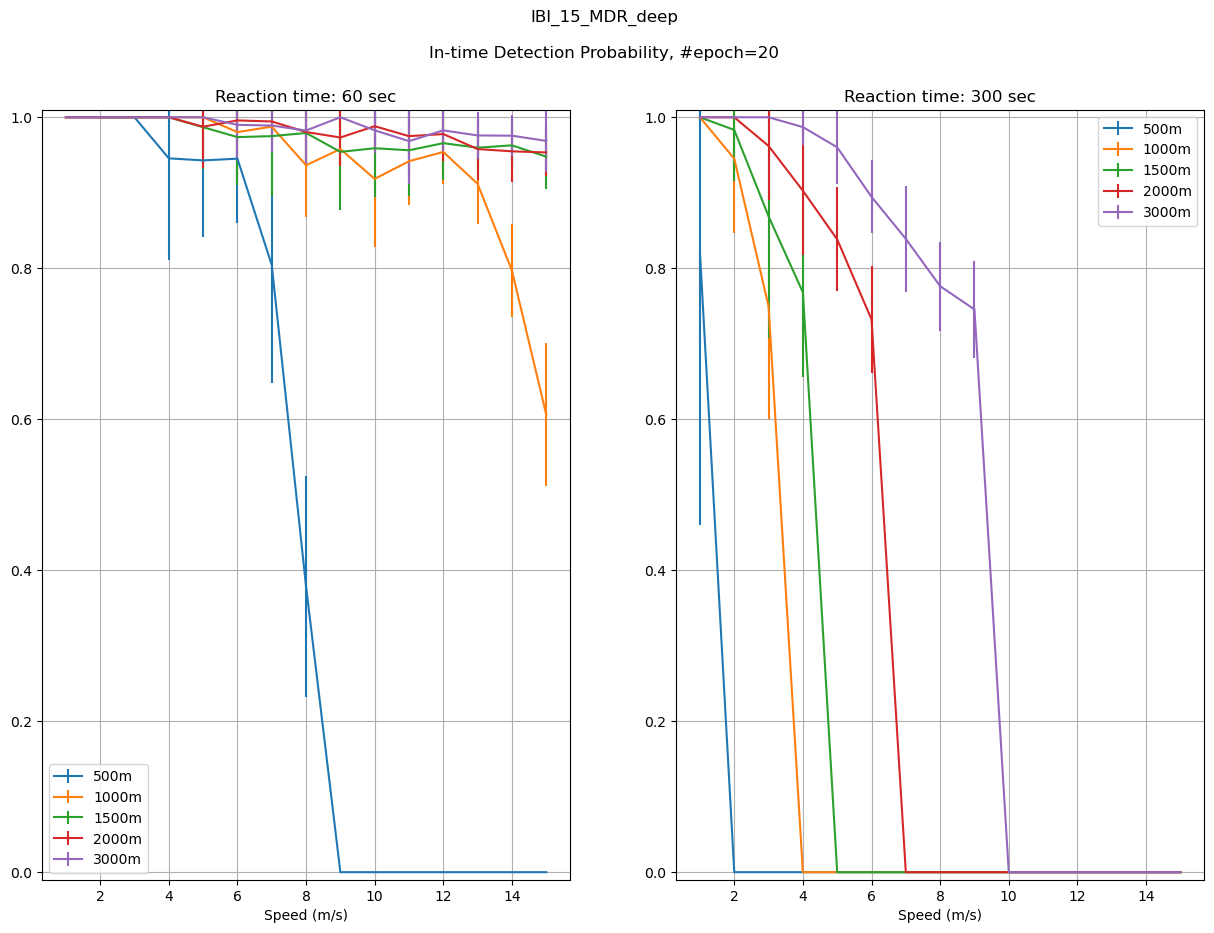 IBI_15_MDR_deep
In-time Detection Probability, #epoch=20
Reaction time: 60 sec
1.0
0.8
0.6
0.4
0.2
0.0
500m
1000m
1500m
2000m
3000m
2 4 6 8 10 12 14
Speed (m/s)
Reaction time: 300 sec
1.0
0.8
0.6
0.4
0.2
0.0
500m
1000m
1500m
2000m
3000m
2 4 6 8 10 12 14
Speed (m/s)